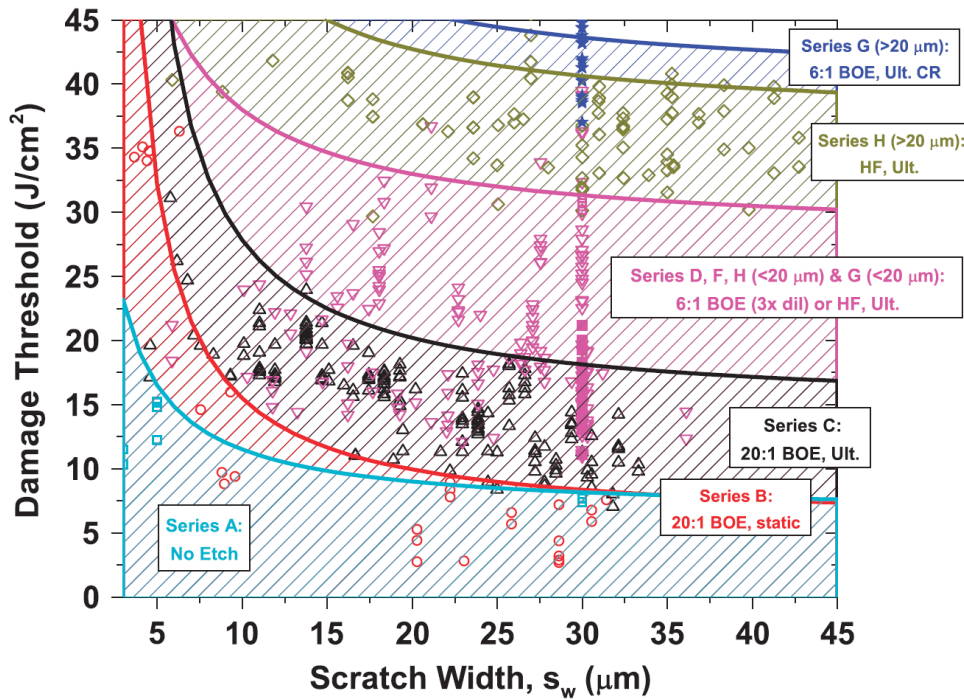 Damage Threshold (J/cm²)
45
40
35
30
25
20
15
10
5
0
Series G (>20 μm):
6:1 BOE, Ult. CR
Series H (>20 μm):
HF, Ult.
Series D, F, H (<20 μm) & G (<20 μm):
6:1 BOE (3x dil) or HF, Ult.
Series C:
20:1 BOE, Ult.
Series B:
20:1 BOE, static
Series A:
No Etch
5 10 15 20 25 30 35 40 45
Scratch Width, s_w (μm)